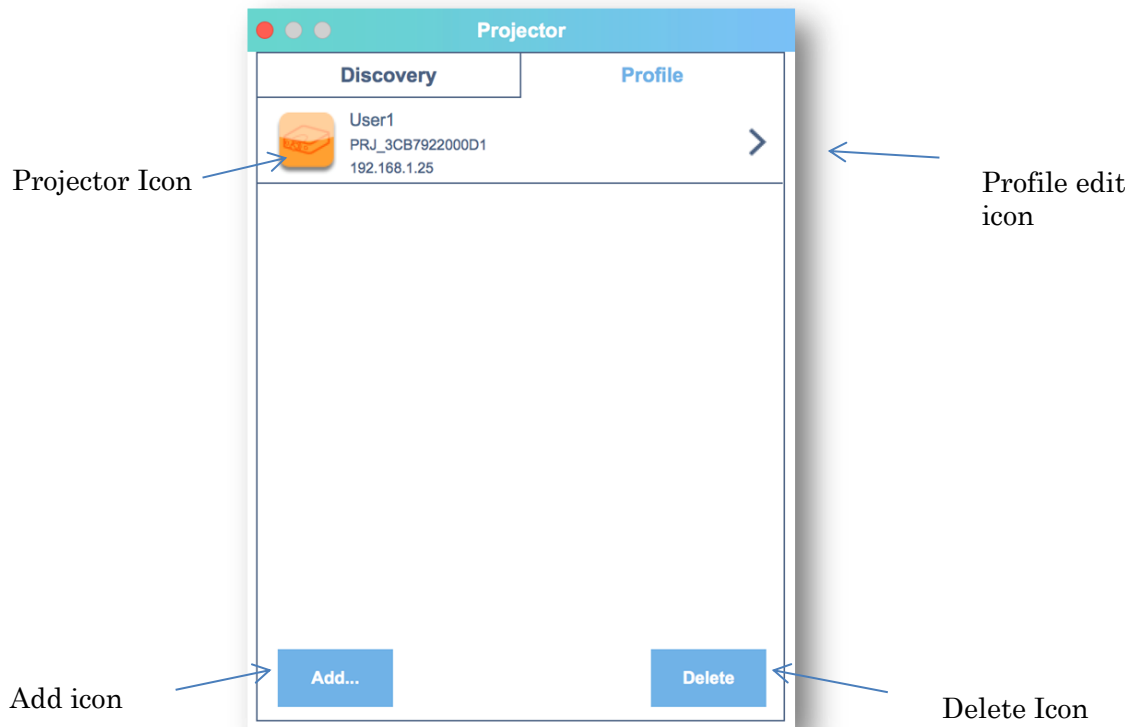 Projector
Discovery
Profile
User1
PRJ_3CB7922000D1
192.168.1.25
Projector Icon
Profile edit
icon
Add...
Delete
Add icon
Delete Icon